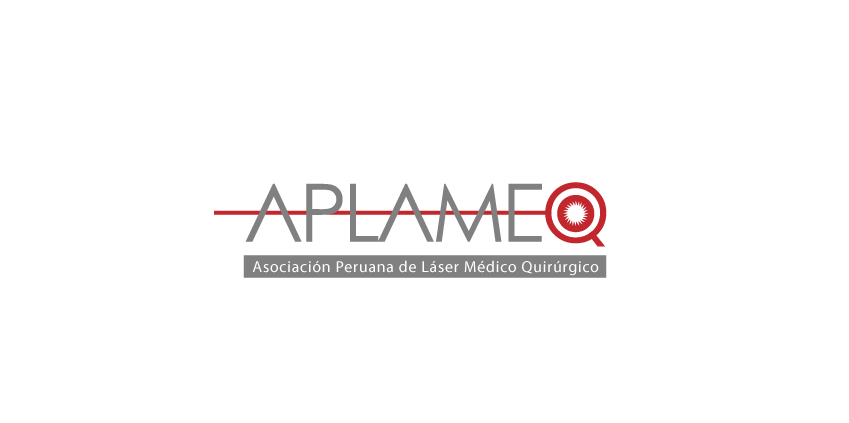 APLAMEQ
Asociación Peruana de Láser Médico Quirúrgico